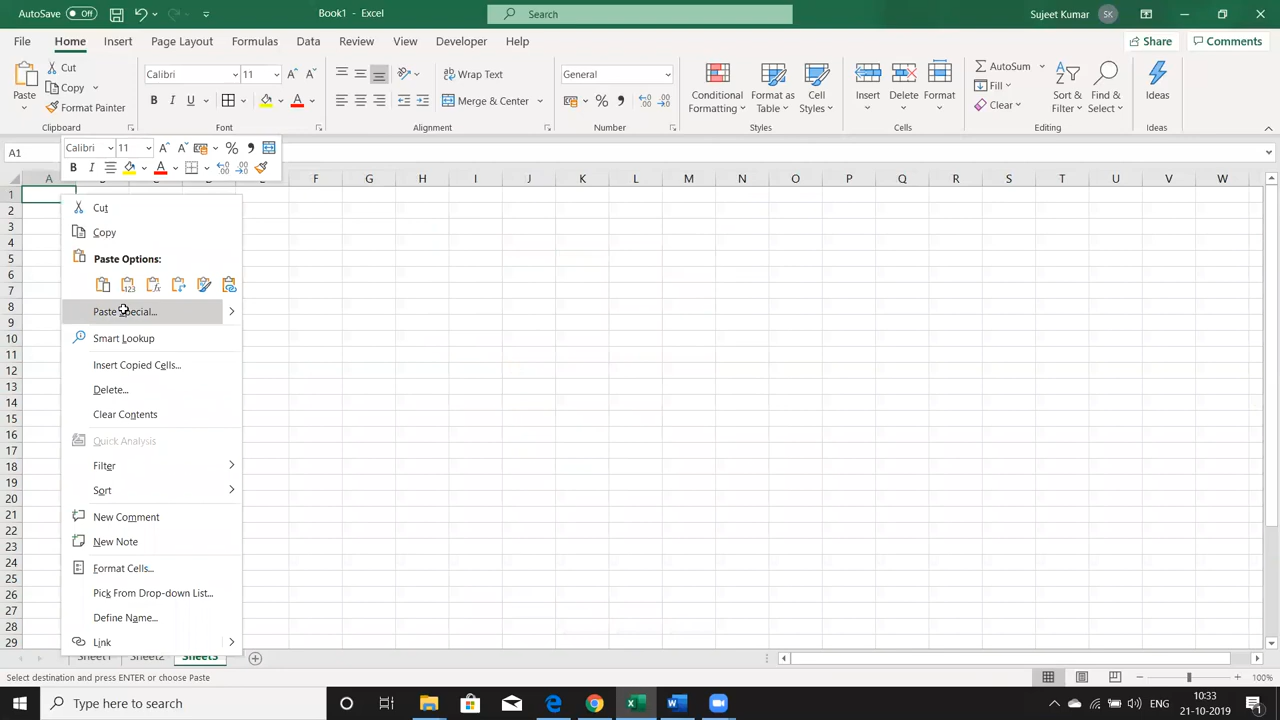 AutoSave Off Book1 - Excel Search Sujeet Kumar SK
File Home Insert Page Layout Formulas Data Review View Developer Help Share Comments
Cut Calibri 11 Wrap Text General AutoSum
Paste Copy Conditional Format as Cell Insert Delete Format Fill Sort & Find & Ideas
Format Painter B I U Merge & Center Formatting Table Styles Clear Filter Select
Clipboard Font Alignment Number Styles Cells Editing Ideas
Calibri 11
A1
B I
A F G H I J K L M N O P Q R S T U V W
1
2
3
4
5
6
7
8
9
10
11
12
13
14
15
16
17
18
19
20
21
22
23
24
25
26
27
28
29
Cut
Copy
Paste Options:
Paste Special...
Smart Lookup
Insert Copied Cells...
Delete...
Clear Contents
Quick Analysis
Filter
Sort
New Comment
New Note
Format Cells...
Pick From Drop-down List...
Define Name...
Link
Sheet1 Sheet2 Sheet3
Select destination and press ENTER or choose Paste 100%
Type here to search 10:33
21-10-2019